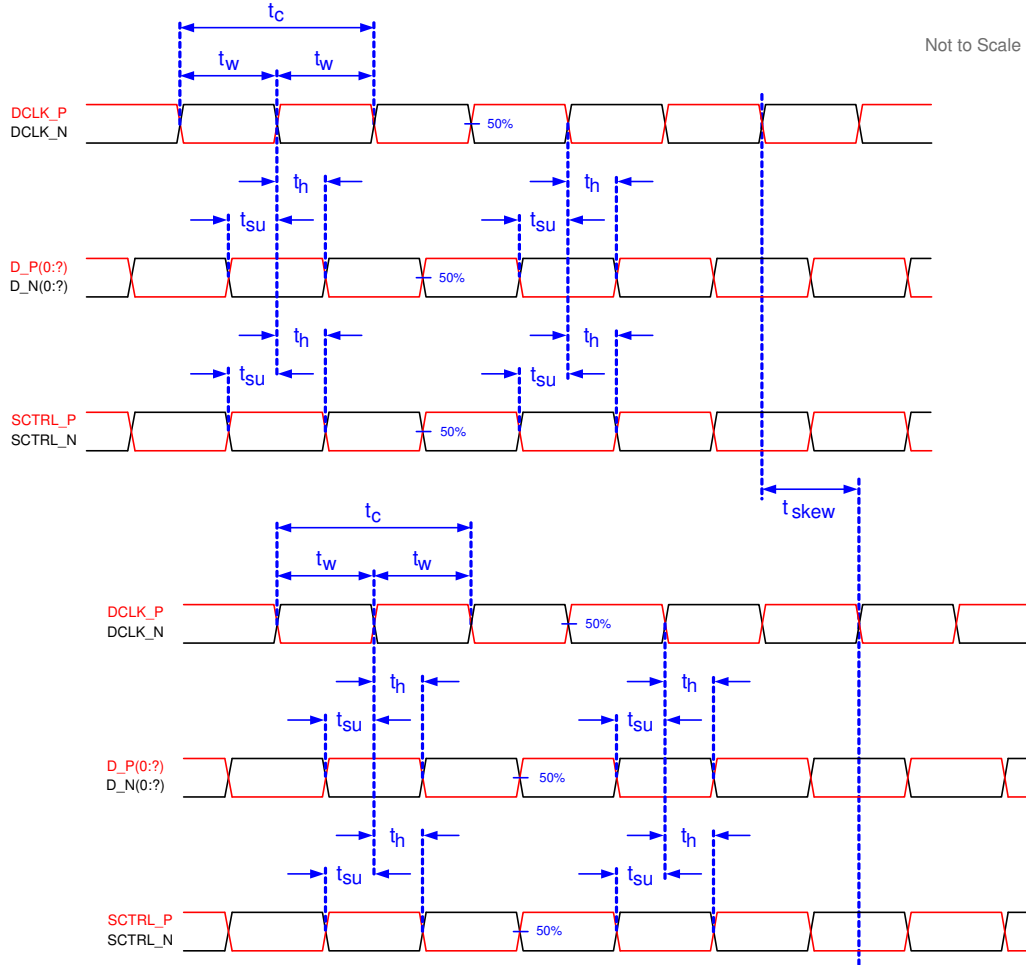 t_c
Not to Scale
t_w t_w
DCLK_P
DCLK_N
50%
t_h t_h
t_su t_su
D_P(0:?)
D_N(0:?)
50%
t_h t_h
t_su t_su
SCTRL_P
SCTRL_N
50%
t_skew
t_c
t_w t_w
DCLK_P
DCLK_N
50%
t_h t_h
t_su t_su
D_P(0:?)
D_N(0:?)
50%
t_h t_h
t_su t_su
SCTRL_P
SCTRL_N
50%